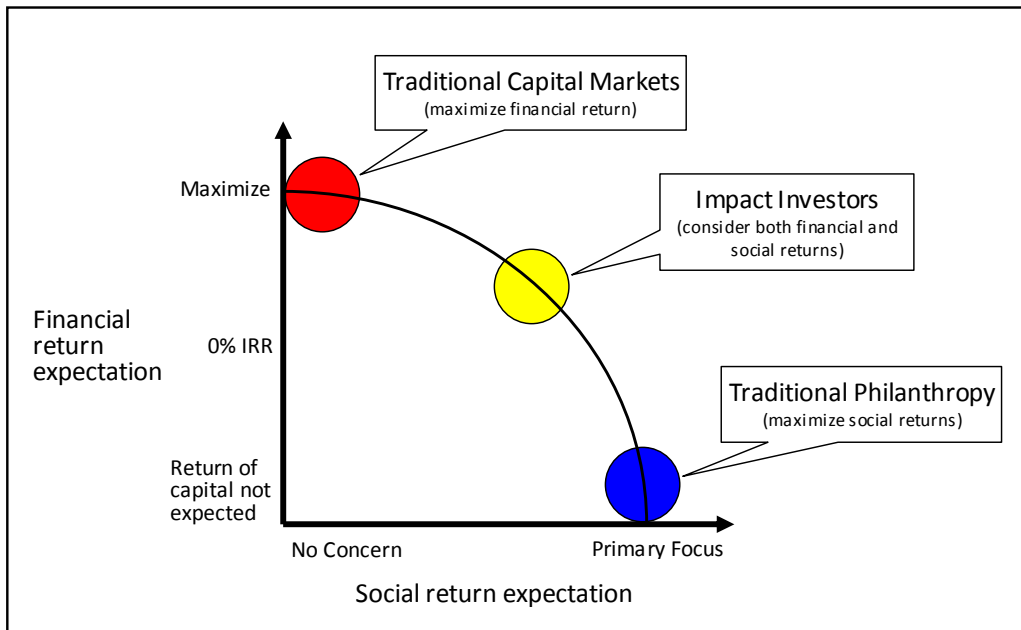 Traditional Capital Markets
(maximize financial return)
Maximize
Impact Investors
(consider both financial and
social returns)
Financial
return
expectation
0% IRR
Traditional Philanthropy
(maximize social returns)
Return of
capital not
expected
No Concern
Primary Focus
Social return expectation